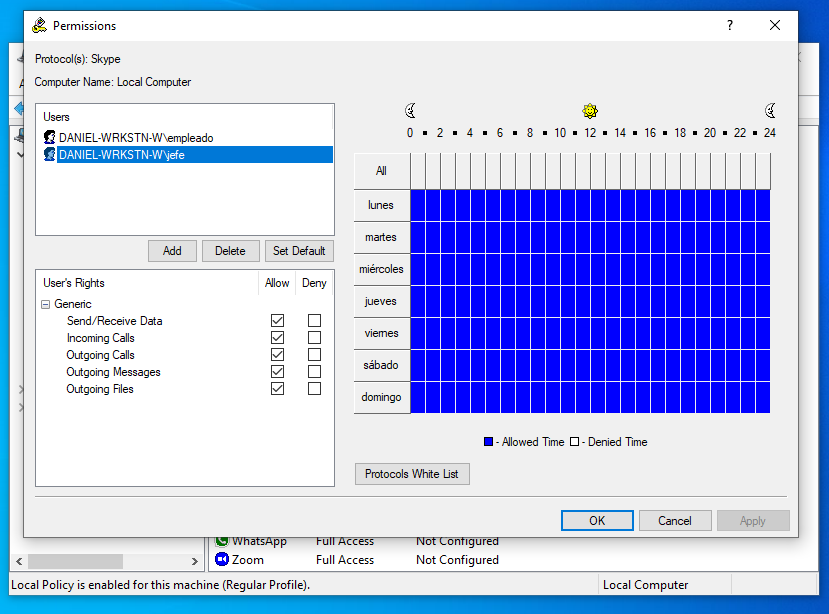 Permissions
?
Protocol(s): Skype
Computer Name: Local Computer
Users
DANIEL-WRKSTN-W\empleado
DANIEL-WRKSTN-W\jefe
Add Delete Set Default
User's Rights Allow Deny
Generic
Send/Receive Data
Incoming Calls
Outgoing Calls
Outgoing Messages
Outgoing Files
0 2 4 6 8 10 12 14 16 18 20 22 24
All
lunes
martes
miércoles
jueves
viernes
sábado
domingo
- Allowed Time - Denied Time
Protocols White List
OK Cancel Apply
WhatsApp Full Access Not Configured
Zoom Full Access Not Configured
Local Policy is enabled for this machine (Regular Profile). Local Computer